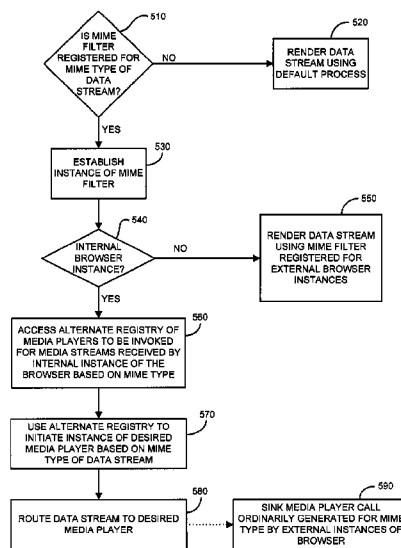 510
IS MIME
FILTER
REGISTERED FOR
MIME TYPE OF
DATA
STREAM?
NO
520
RENDER DATA
STREAM USING
DEFAULT PROCESS
YES
530
ESTABLISH
INSTANCE OF MIME
FILTER
540
INTERNAL
BROWSER
INSTANCE?
NO
550
RENDER DATA STREAM
USING MIME FILTER
REGISTERED FOR
EXTERNAL BROWSER
INSTANCES
YES
560
ACCESS ALTERNATE REGISTRY OF
MEDIA PLAYERS TO BE INVOKED
FOR MEDIA STREAMS RECEIVED BY
INTERNAL INSTANCE OF THE
BROWSER BASED ON MIME TYPE
570
USE ALTERNATE REGISTRY TO
INITIATE INSTANCE OF DESIRED
MEDIA PLAYER BASED ON MIME
TYPE OF DATA STREAM
580
ROUTE DATA STREAM TO DESIRED
MEDIA PLAYER
590
SINK MEDIA PLAYER CALL
ORDINARILY GENERATED FOR MIME
TYPE BY EXTERNAL INSTANCES OF
BROWSER